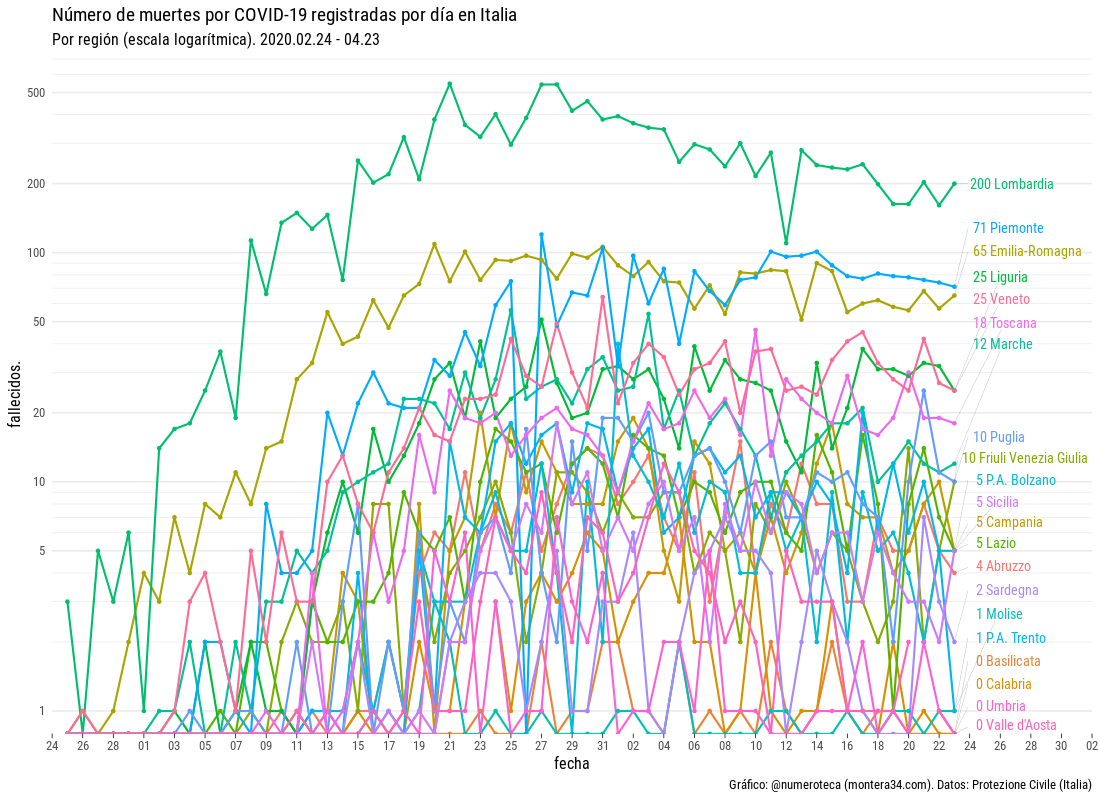 Número de muertes por COVID-19 registradas por día en Italia
Por región (escala logarítmica). 2020.02.24 - 04.23
500
200
100
50
20
10
5
1
fallecidos.
200 Lombardia
71 Piemonte
65 Emilia-Romagna
25 Liguria
25 Veneto
18 Toscana
12 Marche
10 Puglia
10 Friuli Venezia Giulia
5 P.A. Bolzano
5 Sicilia
5 Campania
5 Lazio
4 Abruzzo
2 Sardegna
1 Molise
1 P.A. Trento
0 Basilicata
0 Calabria
0 Umbria
0 Valle d'Aosta
24 26 28 01 03 05 07 09 11 13 15 17 19 21 23 25 27 29 31 02 04 06 08 10 12 14 16 18 20 22 24 26 28 30 02
fecha
Gráfico: @numeroteca (montera34.com). Datos: Protezione Civile (Italia)